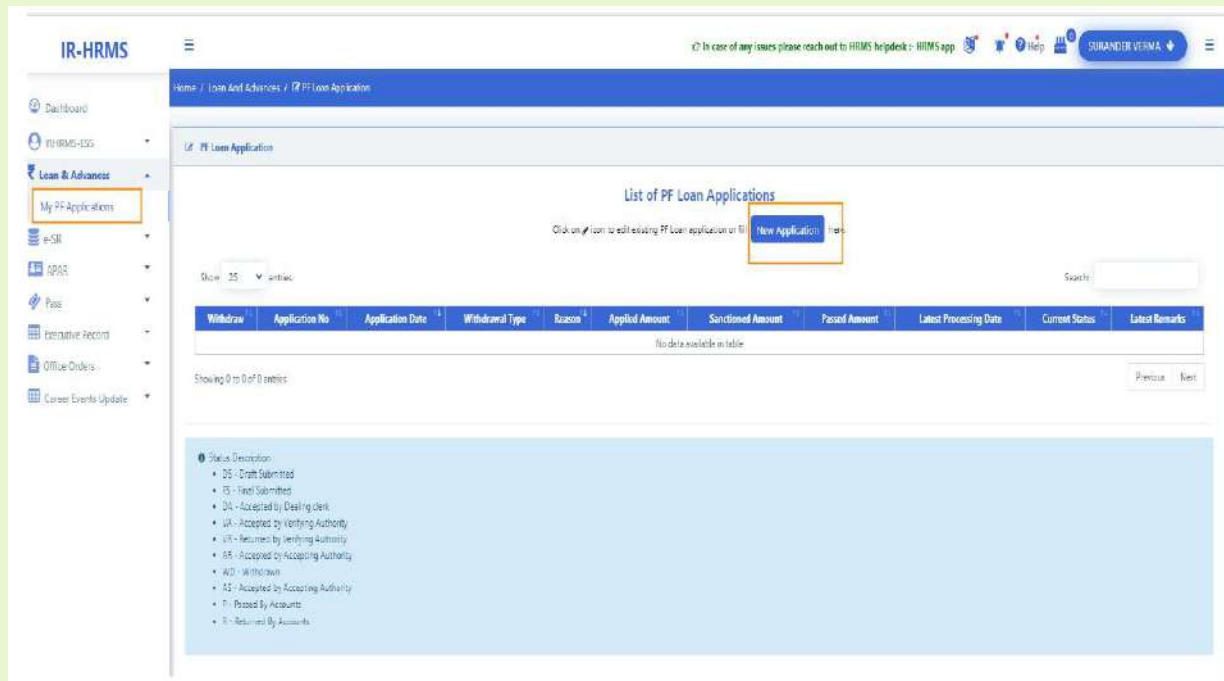 IR-HRMS
In case of any issues please reach out to HRMS helpdesk :- HRMS app
Help
0
SURANDER VERMA
Home / Loan And Advances / PF Loan Application
Dashboard
Loan & Advances
My PF Applications
e-SR
APAR
Pass
Executive Record
Office Orders
Career Events Update
PF Loan Application
List of PF Loan Applications
Click on icon to edit existing PF Loan application or fill New Application here
Show 25 entries
Search:
Withdraw Application No Application Date Withdrawal Type Reason Applied Amount Sanctioned Amount Passed Amount Latest Processing Date Current Status Latest Remarks
No data available in table
Showing 0 to 0 of 0 entries
Previous Next
Status Description
DS - Draft Submitted
FS - Final Submitted
DA - Accepted by Dealing clerk
VA - Accepted by Verifying Authority
VR - Returned by Verifying Authority
AR - Accepted by Accepting Authority
WD - Withdrawn
AS - Accepted by Accepting Authority
P - Passed By Accounts
R - Returned By Accounts